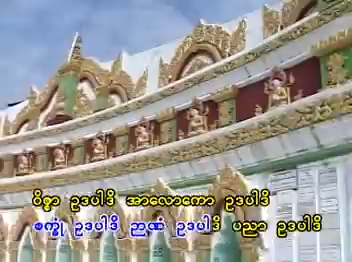 ဝိဇ္ဇာ ဥဒပါဒိ အာလောကော ဥဒပါဒိ
စက္ခုံ ဥဒပါဒိ ဉာဏံ ဥဒပါဒိ ပညာ ဥဒပါဒိ